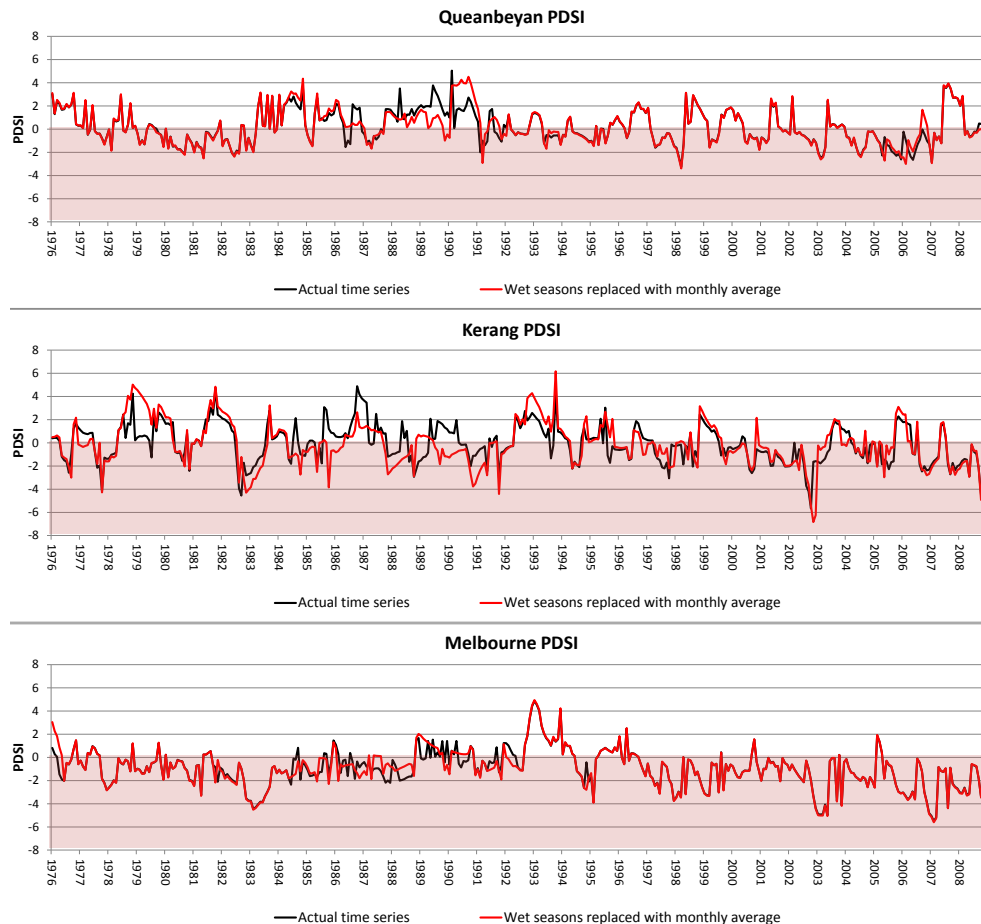 Queanbeyan PDSI
8
6
4
2
0
-2
-4
-6
-8
PDSI
1976 1977 1978 1979 1980 1981 1982 1983 1984 1985 1986 1987 1988 1989 1990 1991 1992 1993 1994 1995 1996 1997 1998 1999 2000 2001 2002 2003 2004 2005 2006 2007 2008
Actual time series Wet seasons replaced with monthly average
Kerang PDSI
8
6
4
2
0
-2
-4
-6
-8
PDSI
1976 1977 1978 1979 1980 1981 1982 1983 1984 1985 1986 1987 1988 1989 1990 1991 1992 1993 1994 1995 1996 1997 1998 1999 2000 2001 2002 2003 2004 2005 2006 2007 2008
Actual time series Wet seasons replaced with monthly average
Melbourne PDSI
8
6
4
2
0
-2
-4
-6
-8
PDSI
1976 1977 1978 1979 1980 1981 1982 1983 1984 1985 1986 1987 1988 1989 1990 1991 1992 1993 1994 1995 1996 1997 1998 1999 2000 2001 2002 2003 2004 2005 2006 2007 2008
Actual time series Wet seasons replaced with monthly average